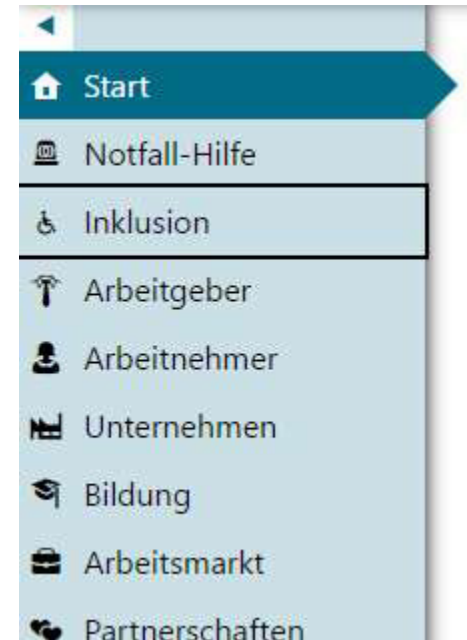 Start
Notfall-Hilfe
Inklusion
Arbeitgeber
Arbeitnehmer
Unternehmen
Bildung
Arbeitsmarkt
Partnerschaften